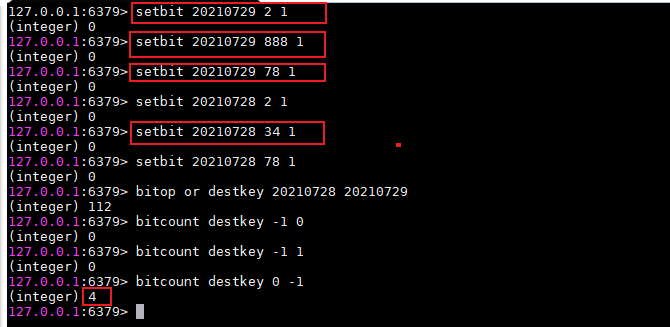 127.0.0.1:6379> setbit 20210729 2 1
(integer) 0
127.0.0.1:6379> setbit 20210729 888 1
(integer) 0
127.0.0.1:6379> setbit 20210729 78 1
(integer) 0
127.0.0.1:6379> setbit 20210728 2 1
(integer) 0
127.0.0.1:6379> setbit 20210728 34 1
(integer) 0
127.0.0.1:6379> setbit 20210728 78 1
(integer) 0
127.0.0.1:6379> bitop or destkey 20210728 20210729
(integer) 112
127.0.0.1:6379> bitcount destkey -1 0
(integer) 0
127.0.0.1:6379> bitcount destkey -1 1
(integer) 0
127.0.0.1:6379> bitcount destkey 0 -1
(integer) 4
127.0.0.1:6379>